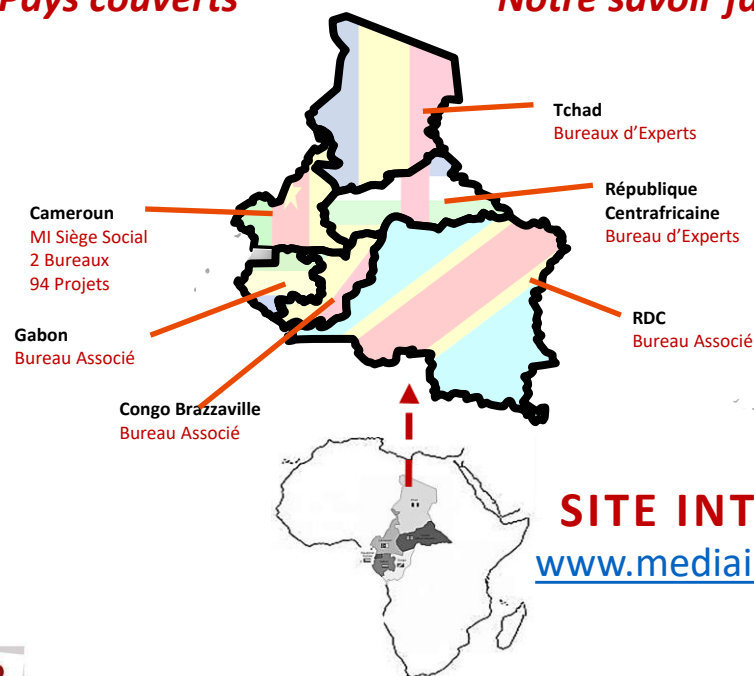 Pays couverts
Notre savoir
Tchad
Bureaux d'Experts
République
Centrafricaine
Bureau d'Experts
Cameroun
MI Siège Social
2 Bureaux
94 Projets
RDC
Bureau Associé
Gabon
Bureau Associé
Congo Brazzaville
Bureau Associé
SITE INT
www.mediai